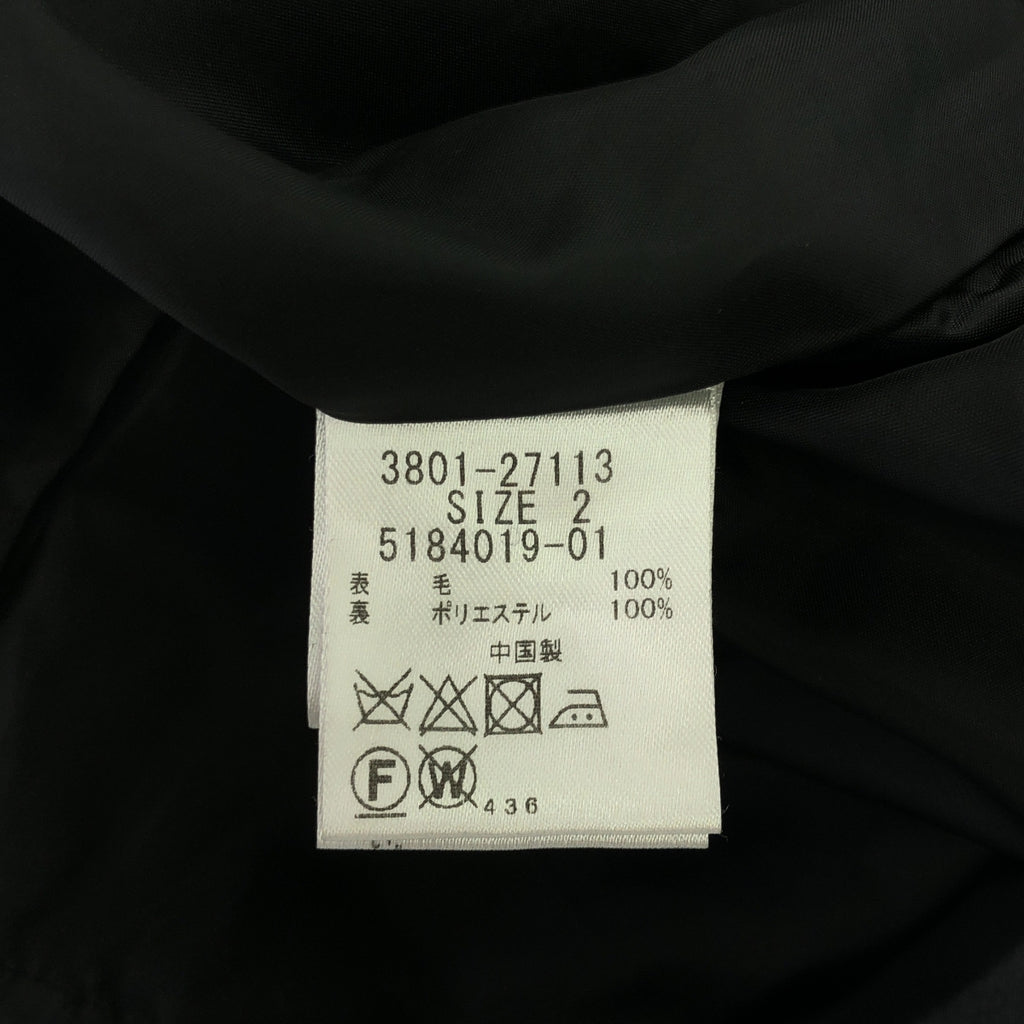 3801-27113
SIZE 2
5184019-01
表 毛 100%
裏 ポリエステル 100%
中国製
F W 436